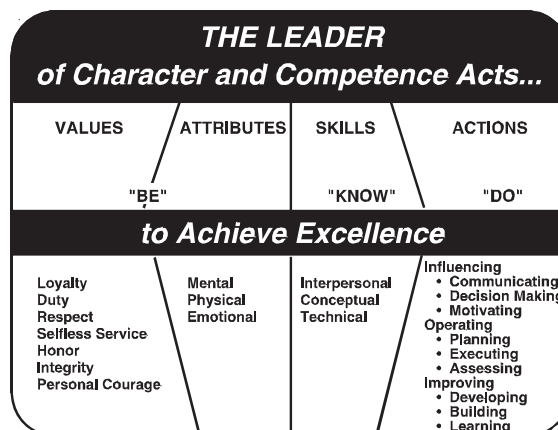 THE LEADER
of Character and Competence Acts...
VALUES
ATTRIBUTES
SKILLS
ACTIONS
"BE"
"KNOW"
"DO"
to Achieve Excellence
Loyalty
Duty
Respect
Selfless Service
Honor
Integrity
Personal Courage
Mental
Physical
Emotional
Interpersonal
Conceptual
Technical
Influencing
• Communicating
• Decision Making
• Motivating
Operating
• Planning
• Executing
• Assessing
Improving
• Developing
• Building
• Learning